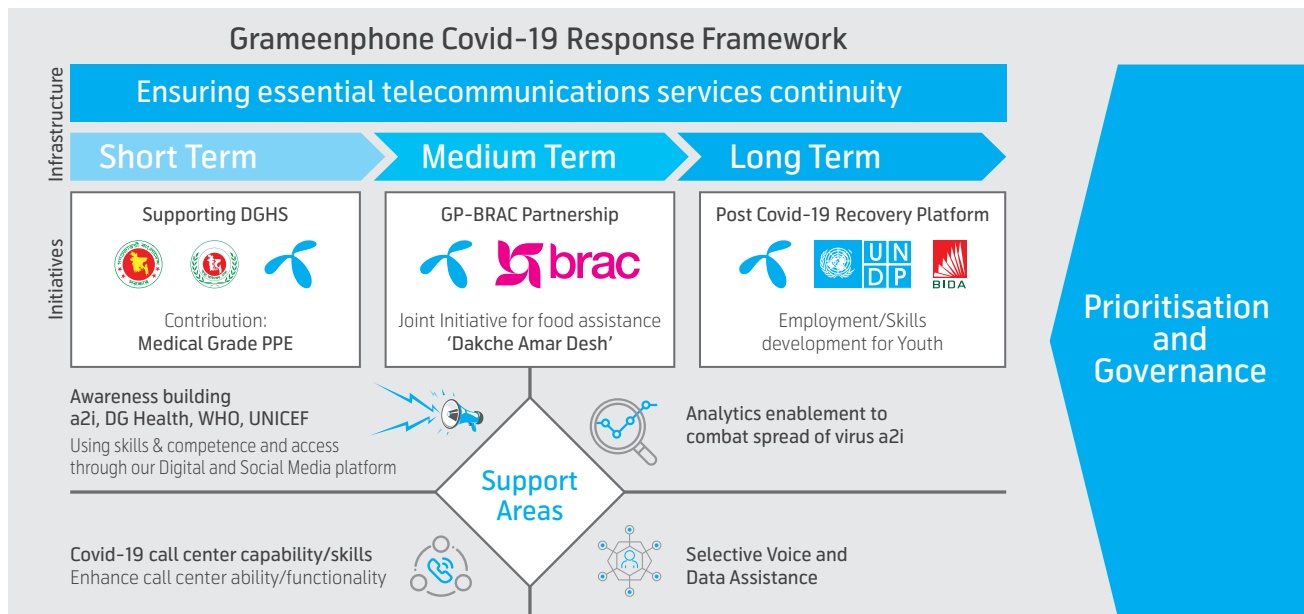 Grameenphone Covid-19 Response Framework
Infrastructure
Ensuring essential telecommunications services continuity
Short Term
Medium Term
Long Term
Initiatives
Supporting DGHS
Contribution:
Medical Grade PPE
GP-BRAC Partnership
brac
Joint Initiative for food assistance
‘Dakche Amar Desh’
Post Covid-19 Recovery Platform
U N
D P
BIDA
Employment/Skills
development for Youth
Prioritisation
and
Governance
Awareness building
a2i, DG Health, WHO, UNICEF
Using skills & competence and access
through our Digital and Social Media platform
Analytics enablement to
combat spread of virus a2i
Support
Areas
Covid-19 call center capability/skills
Enhance call center ability/functionality
Selective Voice and
Data Assistance